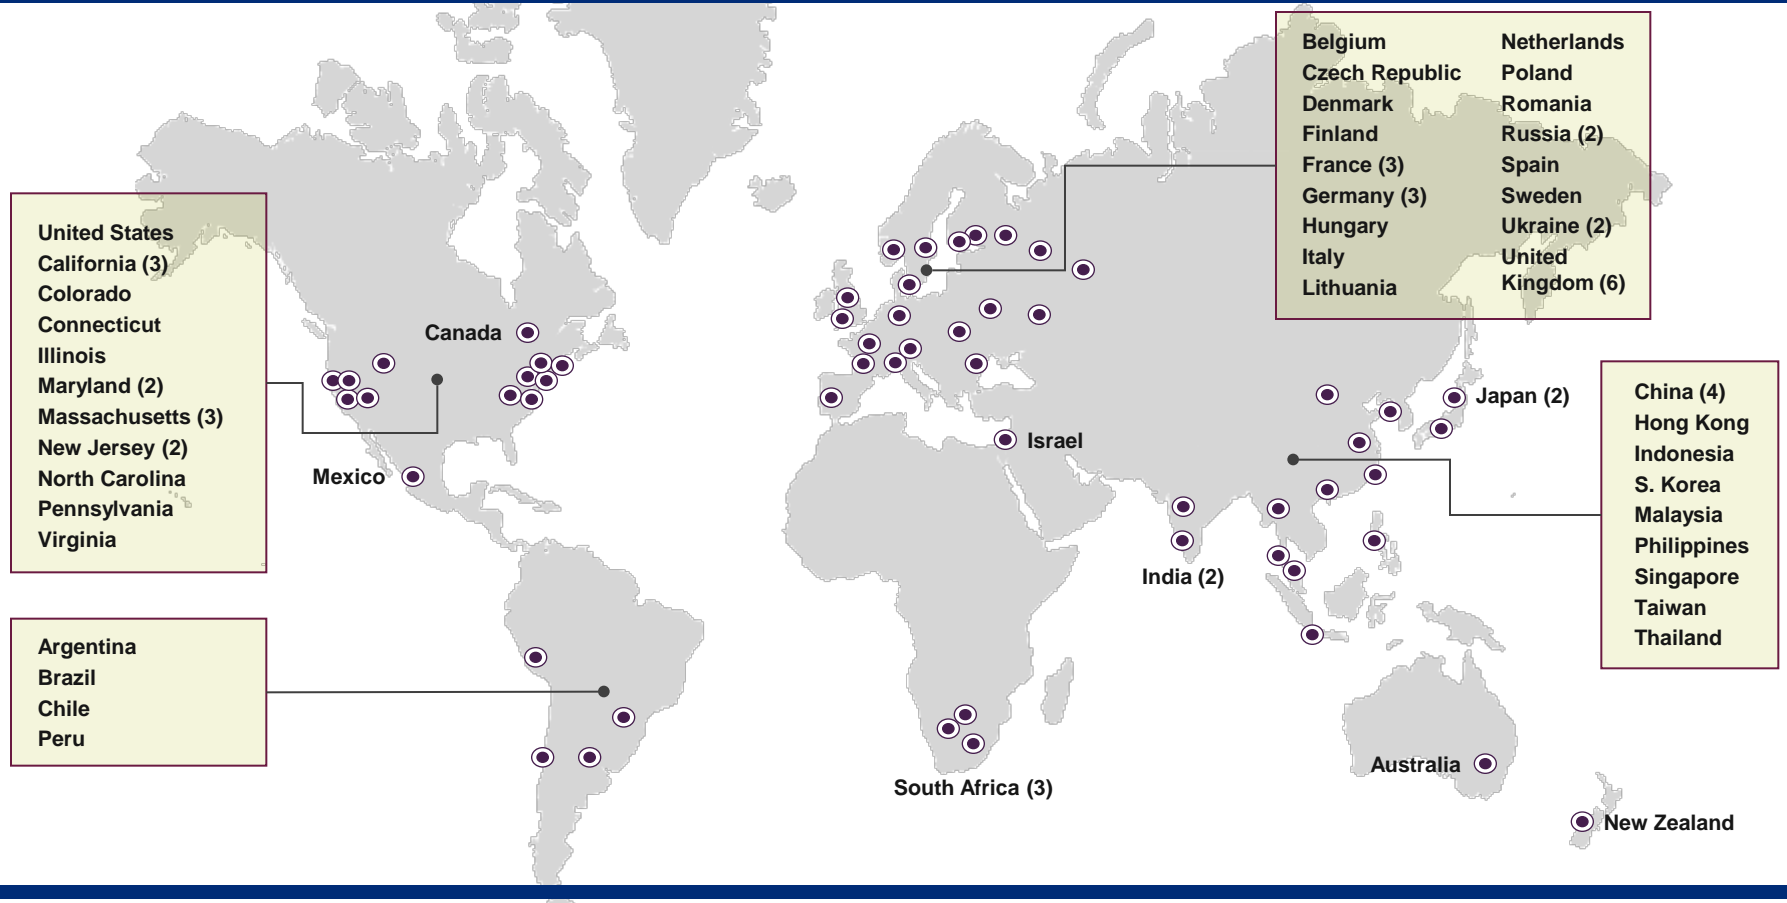 Belgium
Czech Republic
Denmark
Finland
France (3)
Germany (3)
Hungary
Italy
Lithuania
Netherlands
Poland
Romania
Russia (2)
Spain
Sweden
Ukraine (2)
United
Kingdom (6)
United States
California (3)
Colorado
Connecticut
Illinois
Maryland (2)
Massachusetts (3)
New Jersey (2)
North Carolina
Pennsylvania
Virginia
Canada
Mexico
Israel
India (2)
Japan (2)
China (4)
Hong Kong
Indonesia
S. Korea
Malaysia
Philippines
Singapore
Taiwan
Thailand
Argentina
Brazil
Chile
Peru
South Africa (3)
Australia
New Zealand